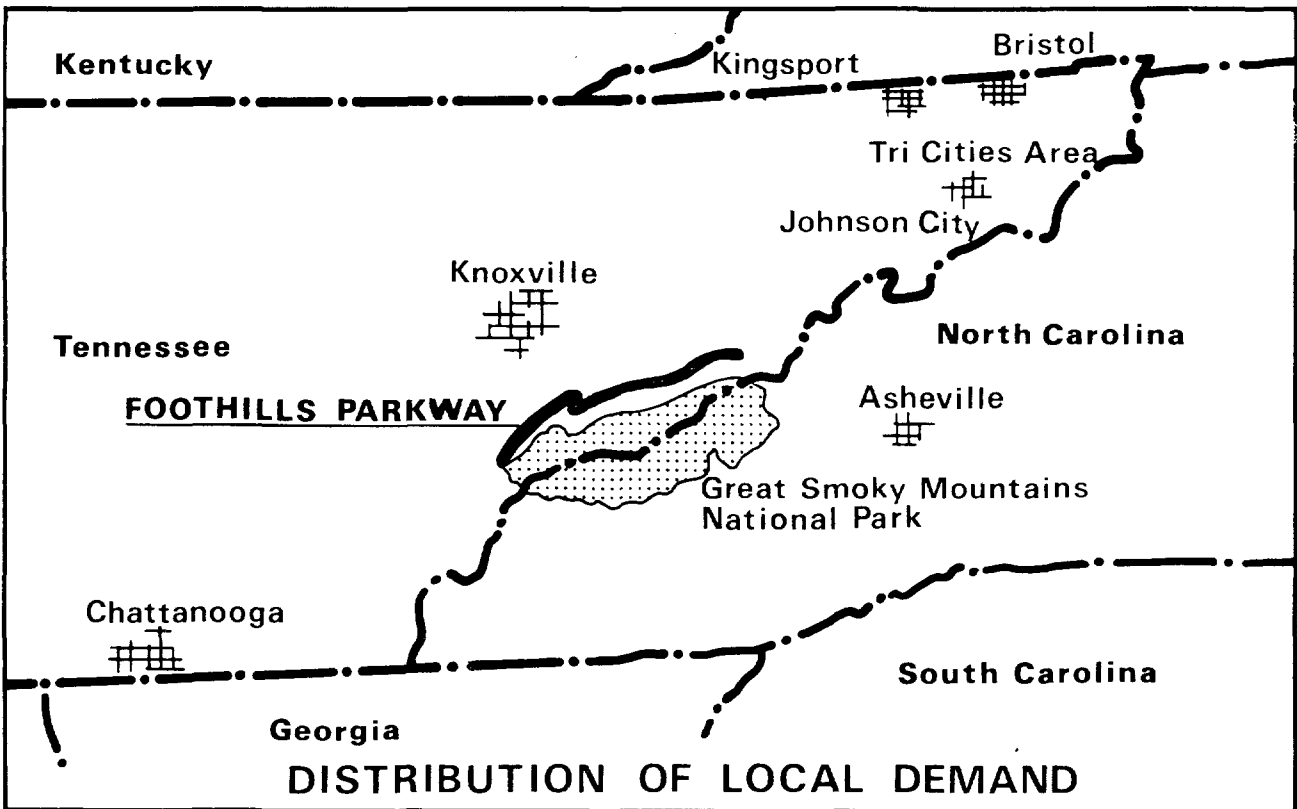 Kentucky
Kingsport
Bristol
Tri Cities Area
Johnson City
Knoxville
Tennessee
North Carolina
FOOTHILLS PARKWAY
Asheville
Great Smoky Mountains
National Park
Chattanooga
South Carolina
Georgia
DISTRIBUTION OF LOCAL DEMAND